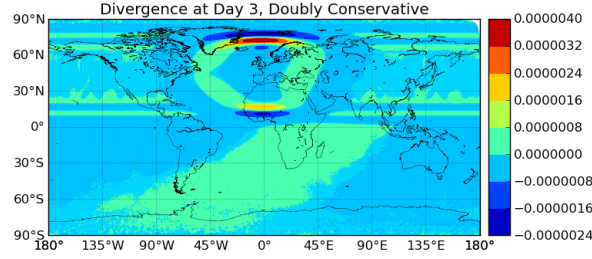 Divergence at Day 3, Doubly Conservative
90°N
60°N
30°N
0°
30°S
60°S
90°S
180°
135°W
90°W
45°W
0°
45°E
90°E
135°E
180°
0.0000040
0.0000032
0.0000024
0.0000016
0.0000008
0.0000000
−0.0000008
−0.0000016
−0.0000024